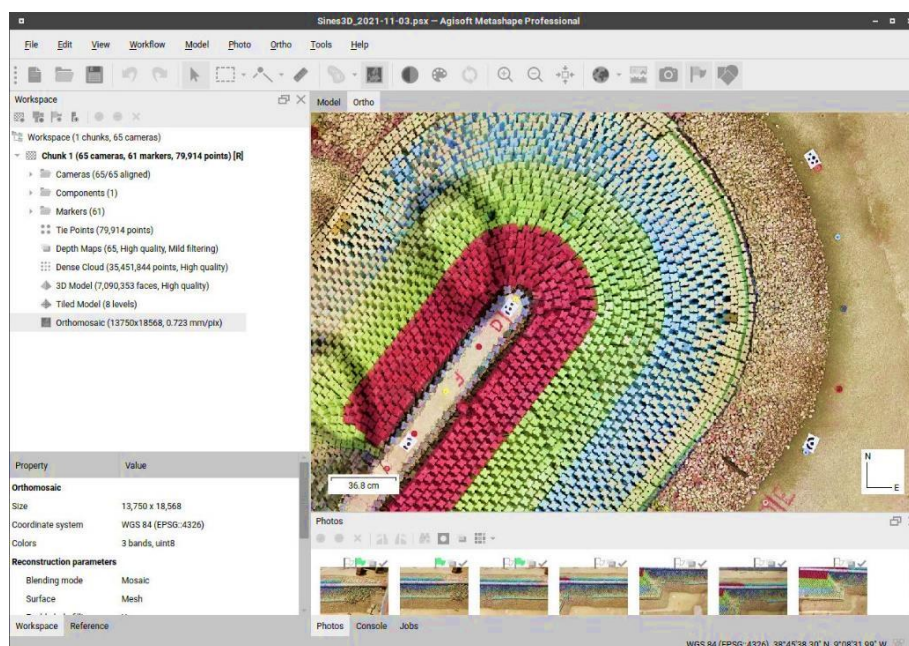 Sines3D_2021-11-03.psx — Agisoft Metashape Professional
File Edit View Workflow Model Photo Ortho Tools Help
Workspace
Model Ortho
Workspace (1 chunks, 65 cameras)
Chunk 1 (65 cameras, 61 markers, 79,914 points) [R]
Cameras (65/65 aligned)
Components (1)
Markers (61)
Tie Points (79,914 points)
Depth Maps (65, High quality, Mild filtering)
Dense Cloud (35,451,844 points, High quality)
3D Model (7,090,353 faces, High quality)
Tiled Model (8 levels)
Orthomosaic (13750x18568, 0.723 mm/pix)
36.8 cm
N
E
Property Value
Orthomosaic
Size 13,750 x 18,568
Coordinate system WGS 84 (EPSG::4326)
Colors 3 bands, uint8
Reconstruction parameters
Blending mode Mosaic
Surface Mesh
Photos
Workspace Reference
Photos Console Jobs
WGS 84 (EPSG::4326) 38°45'38.30" N 9°08'31.99" W